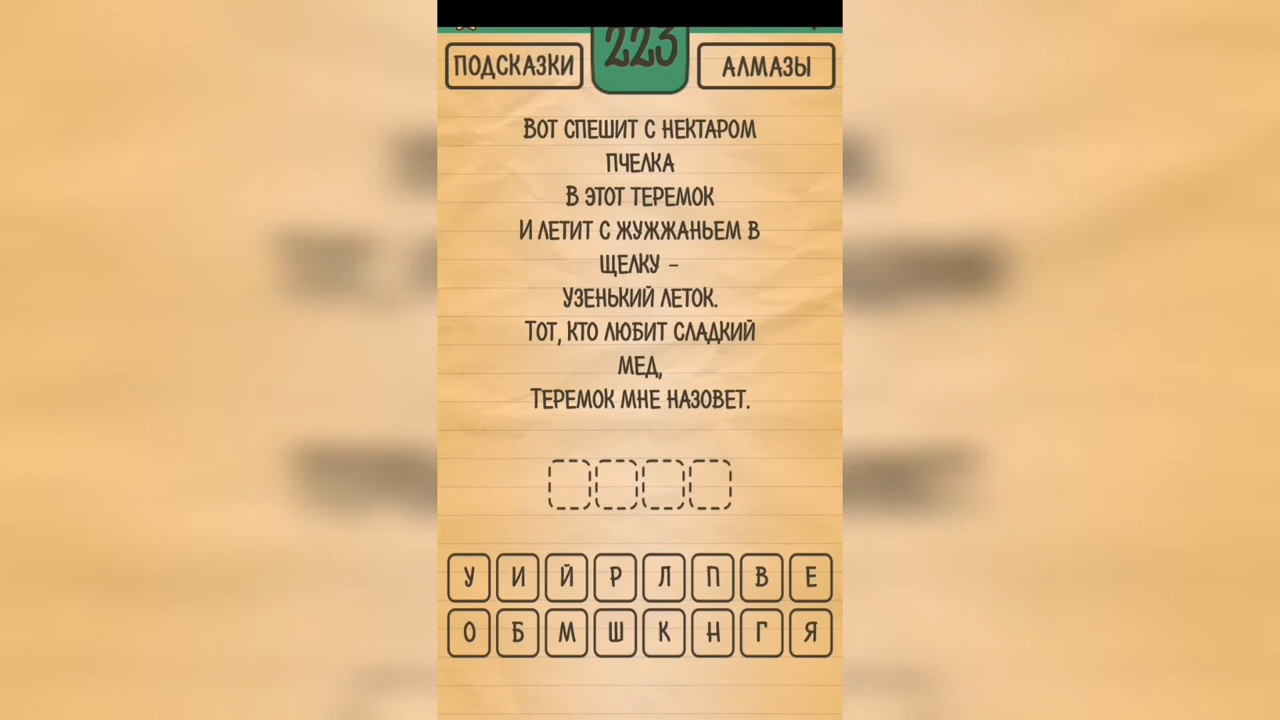 223
ПОДСКАЗКИ
АЛМАЗЫ
ВОТ СПЕШИТ С НЕКТАРОМ
ПЧЕЛКА
В ЭТОТ ТЕРЕМОК
И ЛЕТИТ С ЖУЖЖАНЬЕМ В
ЩЕЛКУ -
УЗЕНЬКИЙ ЛЕТОК.
ТОТ, КТО ЛЮБИТ СЛАДКИЙ
МЕД,
ТЕРЕМОК МНЕ НАЗОВЕТ.
У И Й Р Л П В Е
О Б М Ш К Н Г Я